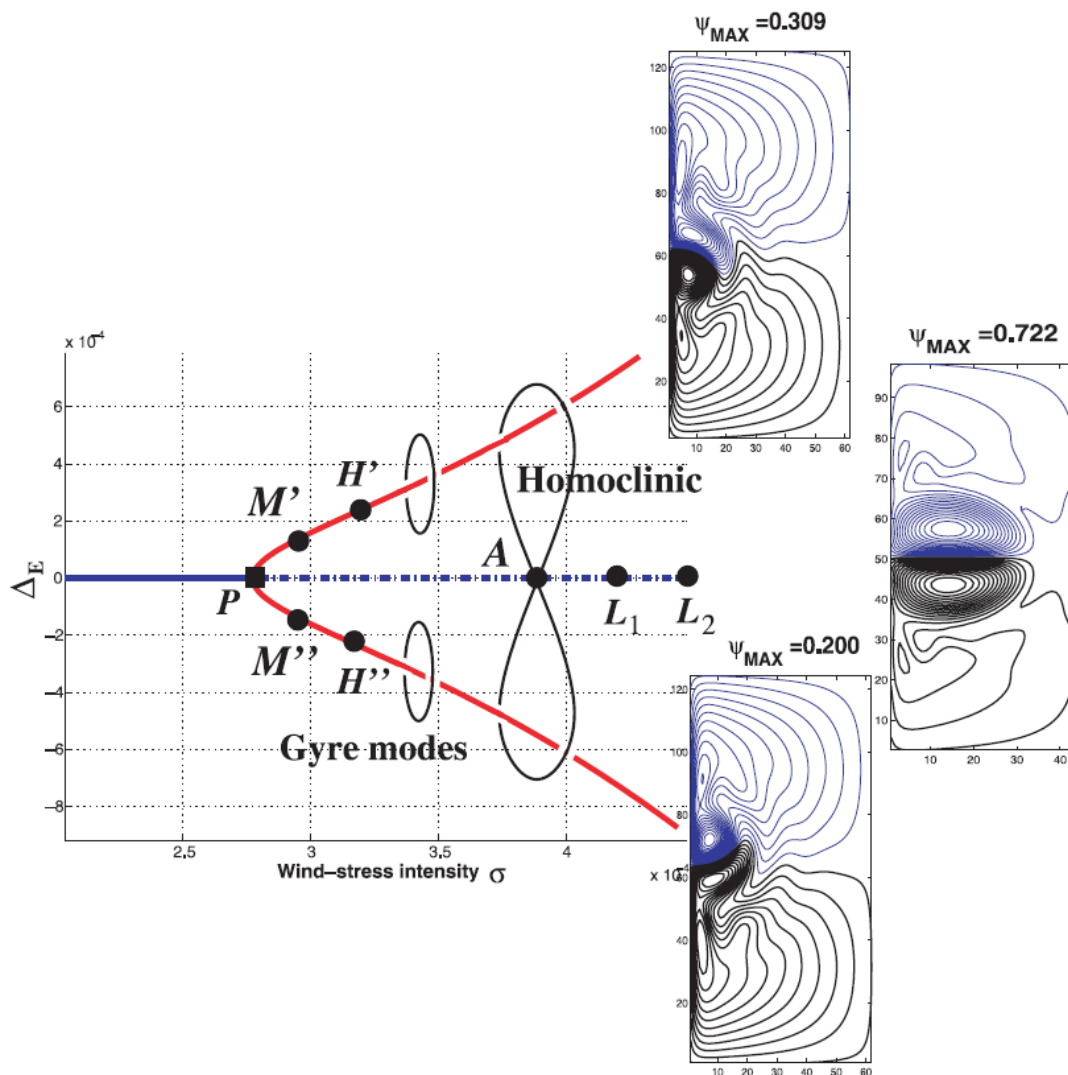 ψMAX =0.309
120
100
80
60
40
20
10 20 30 40 50 60
x 10⁻⁴
6
4
2
0
−2
−4
−6
−8
ΔE
2.5 3 3.5 4
Wind−stress intensity σ
P
M'
H'
M''
H''
A
Homoclinic
L1
L2
Gyre modes
ψMAX =0.722
90
80
70
60
50
40
30
20
10
10 20 30 40
ψMAX =0.200
120
100
80
60
40
20
10 20 30 40 50 60